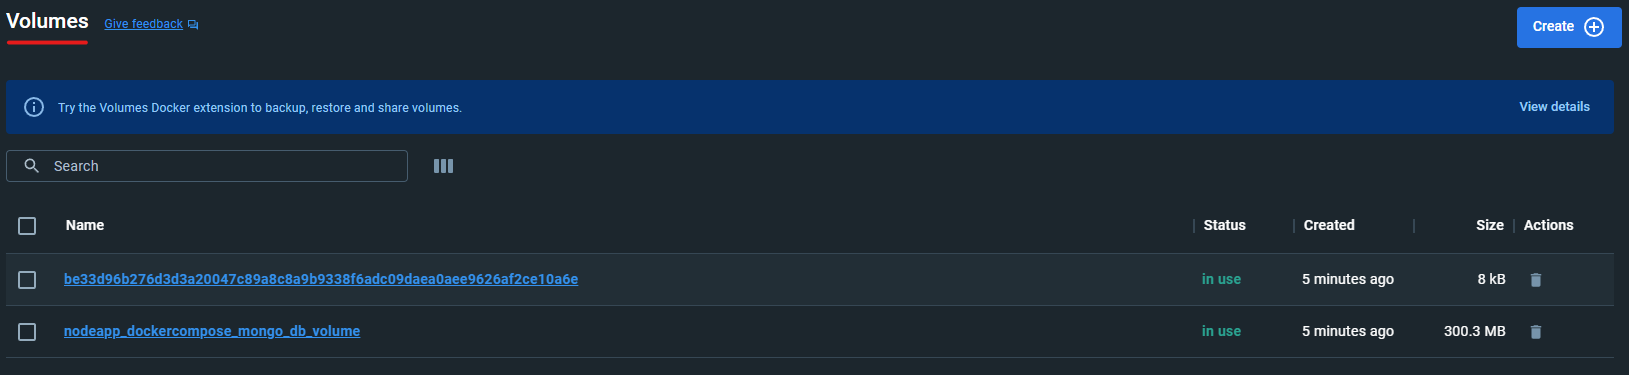 Volumes Give feedback
Create
Try the Volumes Docker extension to backup, restore and share volumes. View details
Search
Name Status Created Size Actions
be33d96b276d3d3a20047c89a8c8a9b9338f6adc09daea0aee9626af2ce10a6e in use 5 minutes ago 8 kB
nodeapp_dockercompose_mongo_db_volume in use 5 minutes ago 300.3 MB